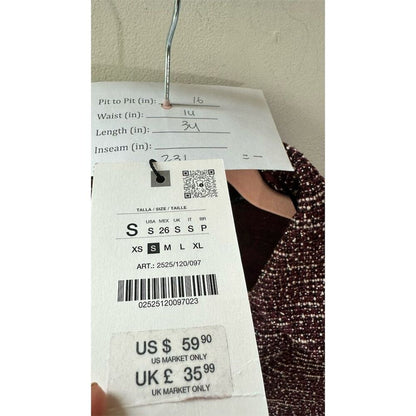 Pit to Pit (in): 16
Waist (in): 14
Length (in): 34
Inseam (in):
231
TALLA / SIZE / TAILLE
USA MEX UK IT BR
S S 26 S S P
XS S M L XL
ART.: 2525/120/097
02525120097023
US $ 59 90
US MARKET ONLY
UK £ 35 99
UK MARKET ONLY